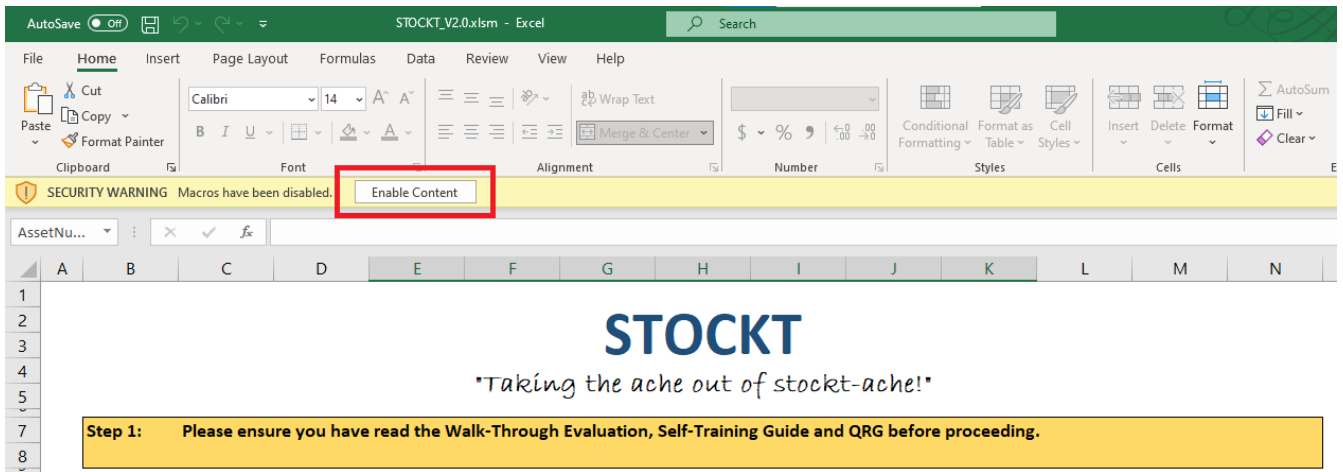 AutoSave Off STOCKT_V2.0.xlsm - Excel Search
File Home Insert Page Layout Formulas Data Review View Help
Cut Calibri 14 A^ A˅ ab Wrap Text AutoSum
Copy Fill
Paste Format Painter B I U A Merge & Center $ % 9 Conditional Formatting Format as Table Cell Styles Insert Delete Format Clear
Clipboard Font Alignment Number Styles Cells E
SECURITY WARNING Macros have been disabled. Enable Content
AssetNu... fx
A B C D E F G H I J K L M N
1
2
STOCKT
3
4
"Taking the ache out of stockt-ache!"
5
7 Step 1: Please ensure you have read the Walk-Through Evaluation, Self-Training Guide and QRG before proceeding.
8